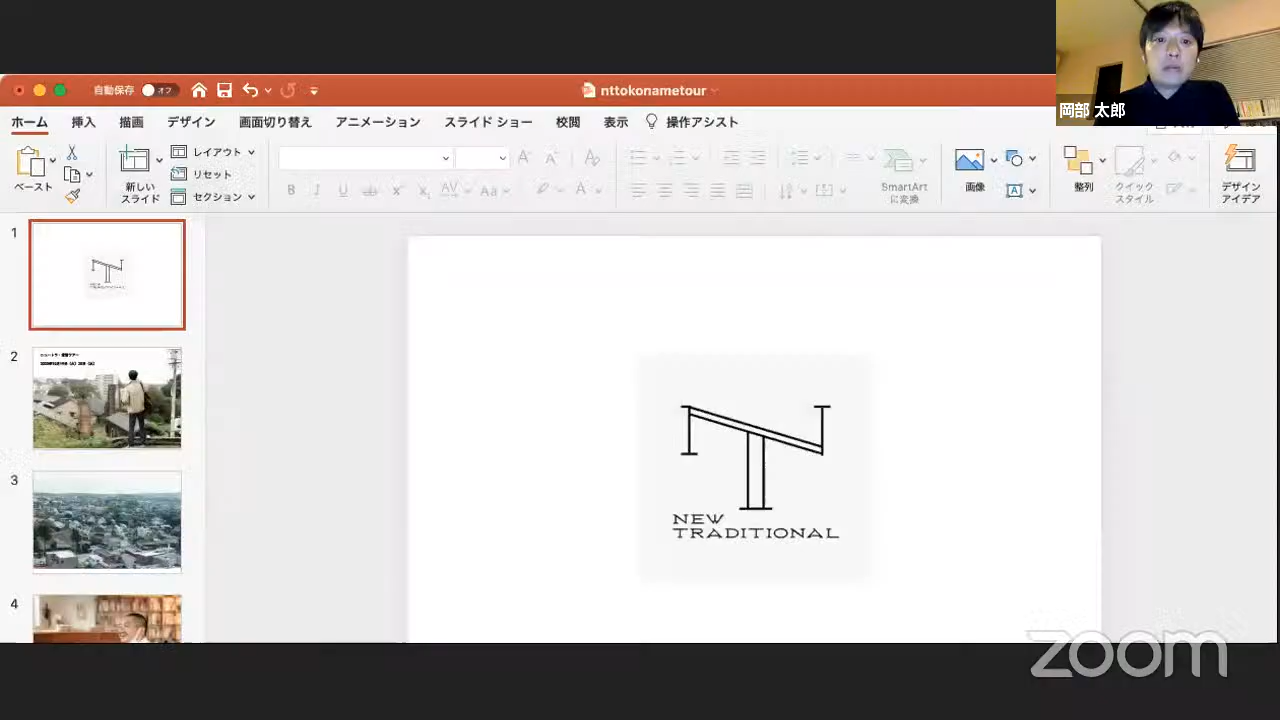 岡部 太郎
自動保存 オフ
nttokonametour
ホーム 挿入 描画 デザイン 画面切り替え アニメーション スライド ショー 校閲 表示 操作アシスト
ペースト
新しい
スライド
レイアウト
リセット
セクション
SmartArt
に変換
画像
整列
クイック
スタイル
デザイン
アイデア
1
2
3
4
NEW
TRADITIONAL
zoom